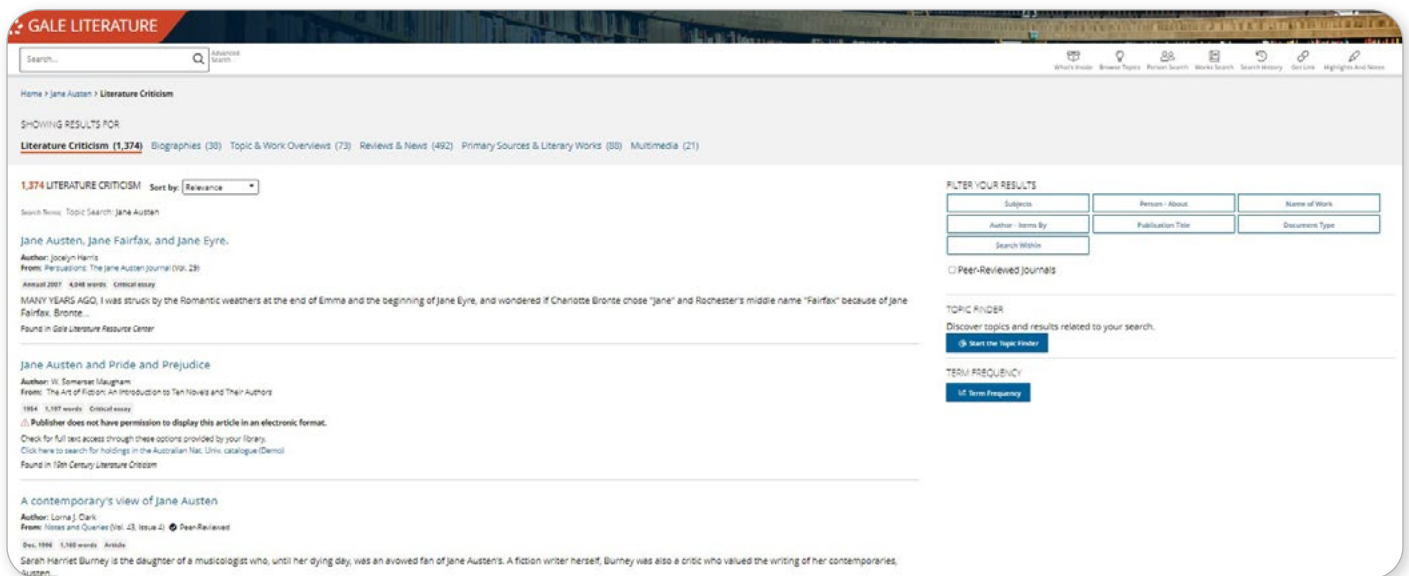 GALE LITERATURE
Search...
Advanced Search
What's Inside Browse Topics Person Search Works Search Search History Get Link Highlights And Notes
Home > Jane Austen > Literature Criticism
SHOWING RESULTS FOR
Literature Criticism (1,374) Biographies (38) Topic & Work Overviews (73) Reviews & News (492) Primary Sources & Literary Works (88) Multimedia (21)
1,374 LITERATURE CRITICISM Sort by: Relevance
Search Terms: Topic Search: Jane Austen
Jane Austen, Jane Fairfax, and Jane Eyre.
Author: Jocelyn Harris
From: Persuasions: The Jane Austen Journal (Vol. 29)
Annual 2007 4,048 words Critical essay
MANY YEARS AGO, I was struck by the Romantic weathers at the end of Emma and the beginning of Jane Eyre, and wondered if Charlotte Bronte chose "Jane" and Rochester's middle name "Fairfax" because of Jane
Fairfax. Bronte...
Found in Gale Literature Resource Center
Jane Austen and Pride and Prejudice
Author: W. Somerset Maugham
From: The Art of Fiction: An Introduction to Ten Novels and Their Authors
1954 1,197 words Critical essay
Publisher does not have permission to display this article in an electronic format.
Check for full text access through these options provided by your library.
Click here to search for holdings in the Australian Nat. Univ. catalogue (Demo)
Found in 19th Century Literature Criticism
A contemporary's view of Jane Austen
Author: Lorna J. Clark
From: Notes and Queries (Vol. 43, Issue 4) Peer-Reviewed
Dec. 1996 1,160 words Article
Sarah Harriet Burney is the daughter of a musicologist who, until her dying day, was an avowed fan of Jane Austen's. A fiction writer herself, Burney was also a critic who valued the writing of her contemporaries,
Austen...
FILTER YOUR RESULTS
Subjects Person - About Name of Work
Author - Items By Publication Title Document Type
Search Within
Peer-Reviewed Journals
TOPIC FINDER
Discover topics and results related to your search.
Start the Topic Finder
TERM FREQUENCY
Term Frequency